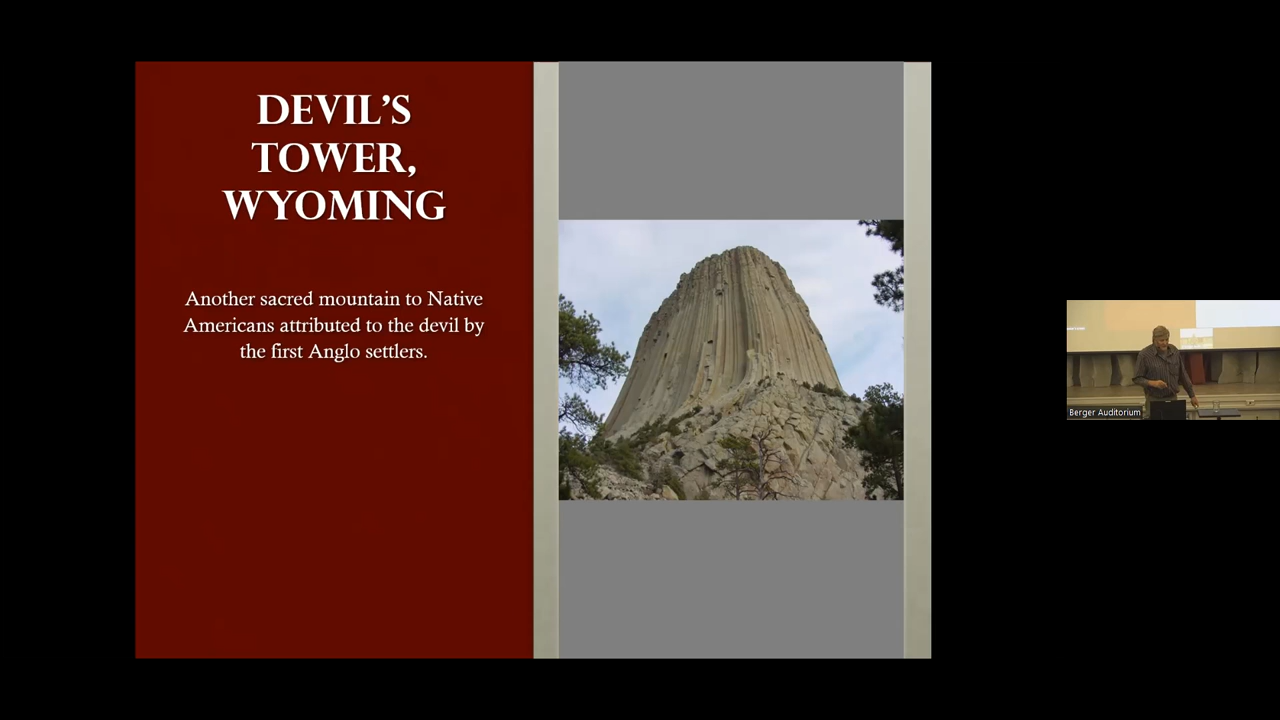 DEVIL'S
TOWER,
WYOMING
Another sacred mountain to Native
Americans attributed to the devil by
the first Anglo settlers.
Berger Auditorium